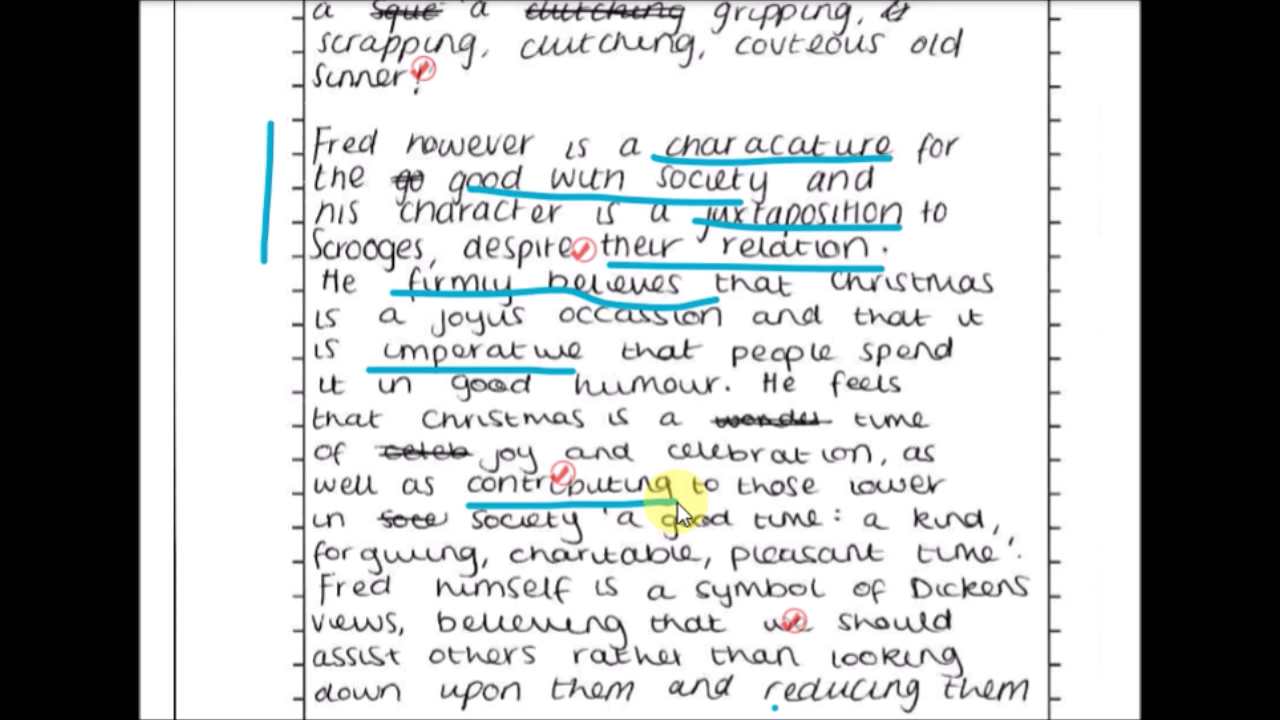 a sque a clutching gripping,
scrapping, clutching, coveteous old
sinner!
Fred however is a characature for
the go good with society and
his character is a juxtaposition to
Scrooges, despite their relation.
He firmly believes that Christmas
is a joyus occassion and that it
is imperative that people spend
it in good humour. He feels
that Christmas is a wonder time
of celeb joy and celebration, as
well as contributing to those lower
in soce society 'a good time: a kind,
forgiving, charitable, pleasant time'.
Fred himself is a symbol of Dickens
views, believing that we should
assist others rather than looking
down upon them and reducing them